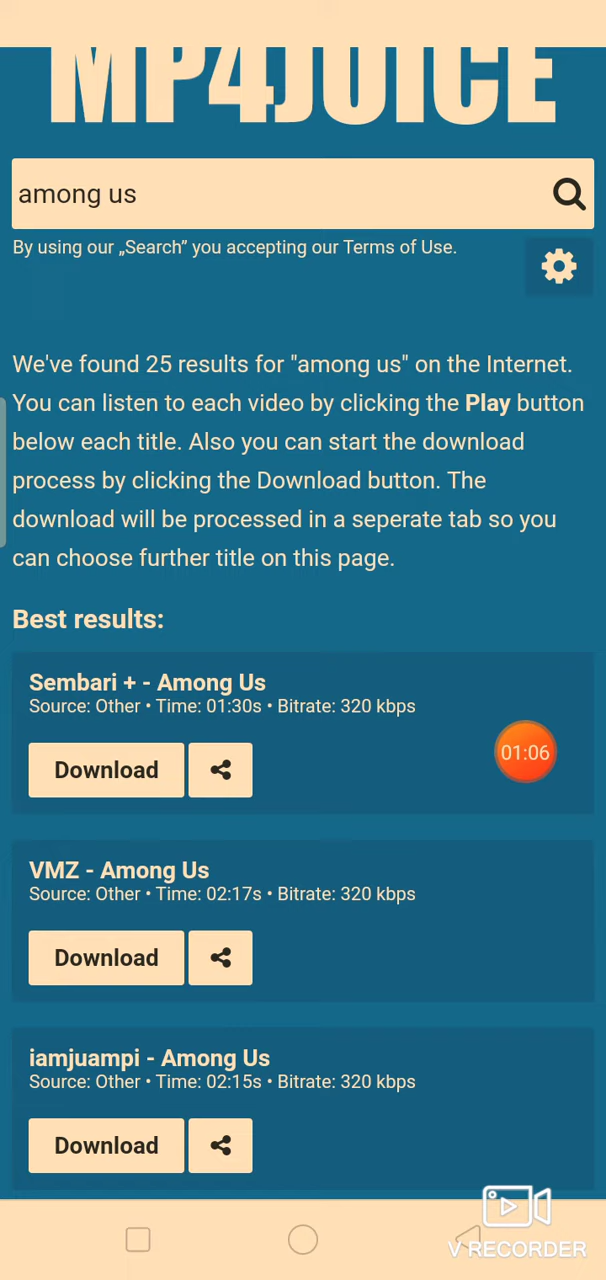 MP4JUICE
among us
By using our „Search” you accepting our Terms of Use.
We've found 25 results for "among us" on the Internet.
You can listen to each video by clicking the Play button
below each title. Also you can start the download
process by clicking the Download button. The
download will be processed in a seperate tab so you
can choose further title on this page.
Best results:
Sembari + - Among Us
Source: Other • Time: 01:30s • Bitrate: 320 kbps
01:06
Download
VMZ - Among Us
Source: Other • Time: 02:17s • Bitrate: 320 kbps
Download
iamjuampi - Among Us
Source: Other • Time: 02:15s • Bitrate: 320 kbps
Download
V RECORDER